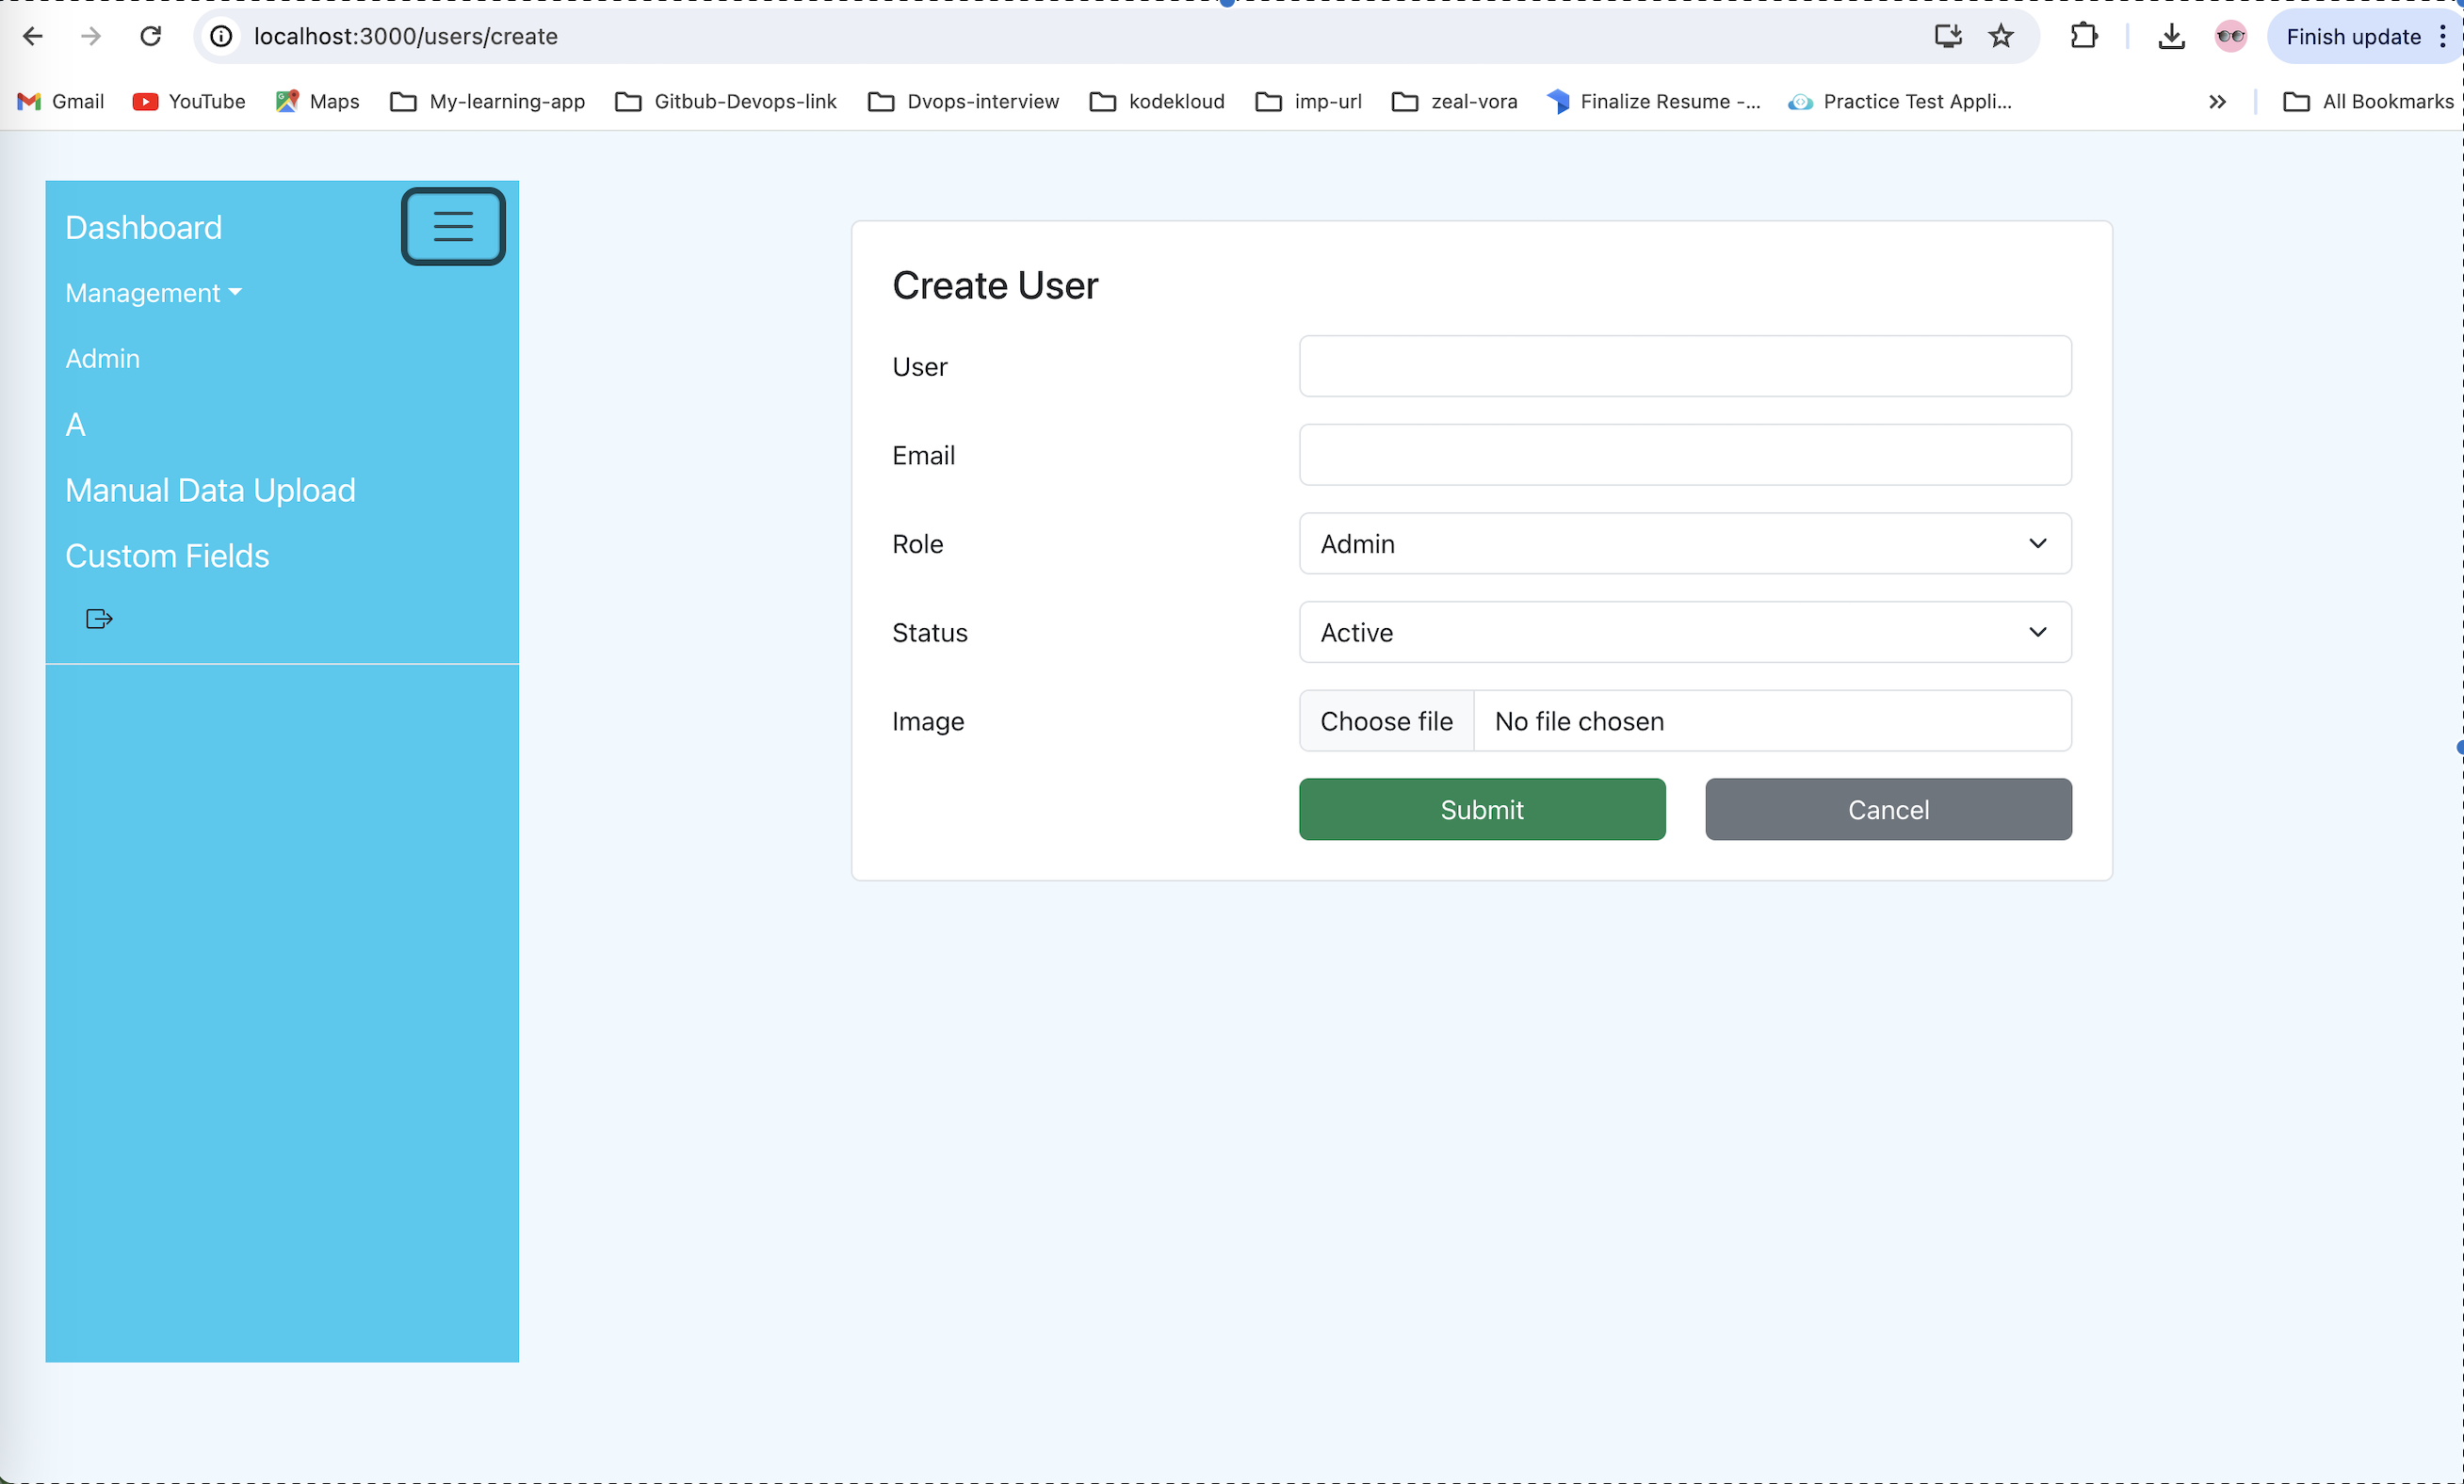 localhost:3000/users/create
Finish update
Gmail YouTube Maps My-learning-app Gitbub-Devops-link Dvops-interview kodekloud imp-url zeal-vora Finalize Resume -... Practice Test Appli... All Bookmarks
Dashboard
Management
Admin
A
Manual Data Upload
Custom Fields
Create User
User
Email
Role Admin
Status Active
Image Choose file No file chosen
Submit Cancel